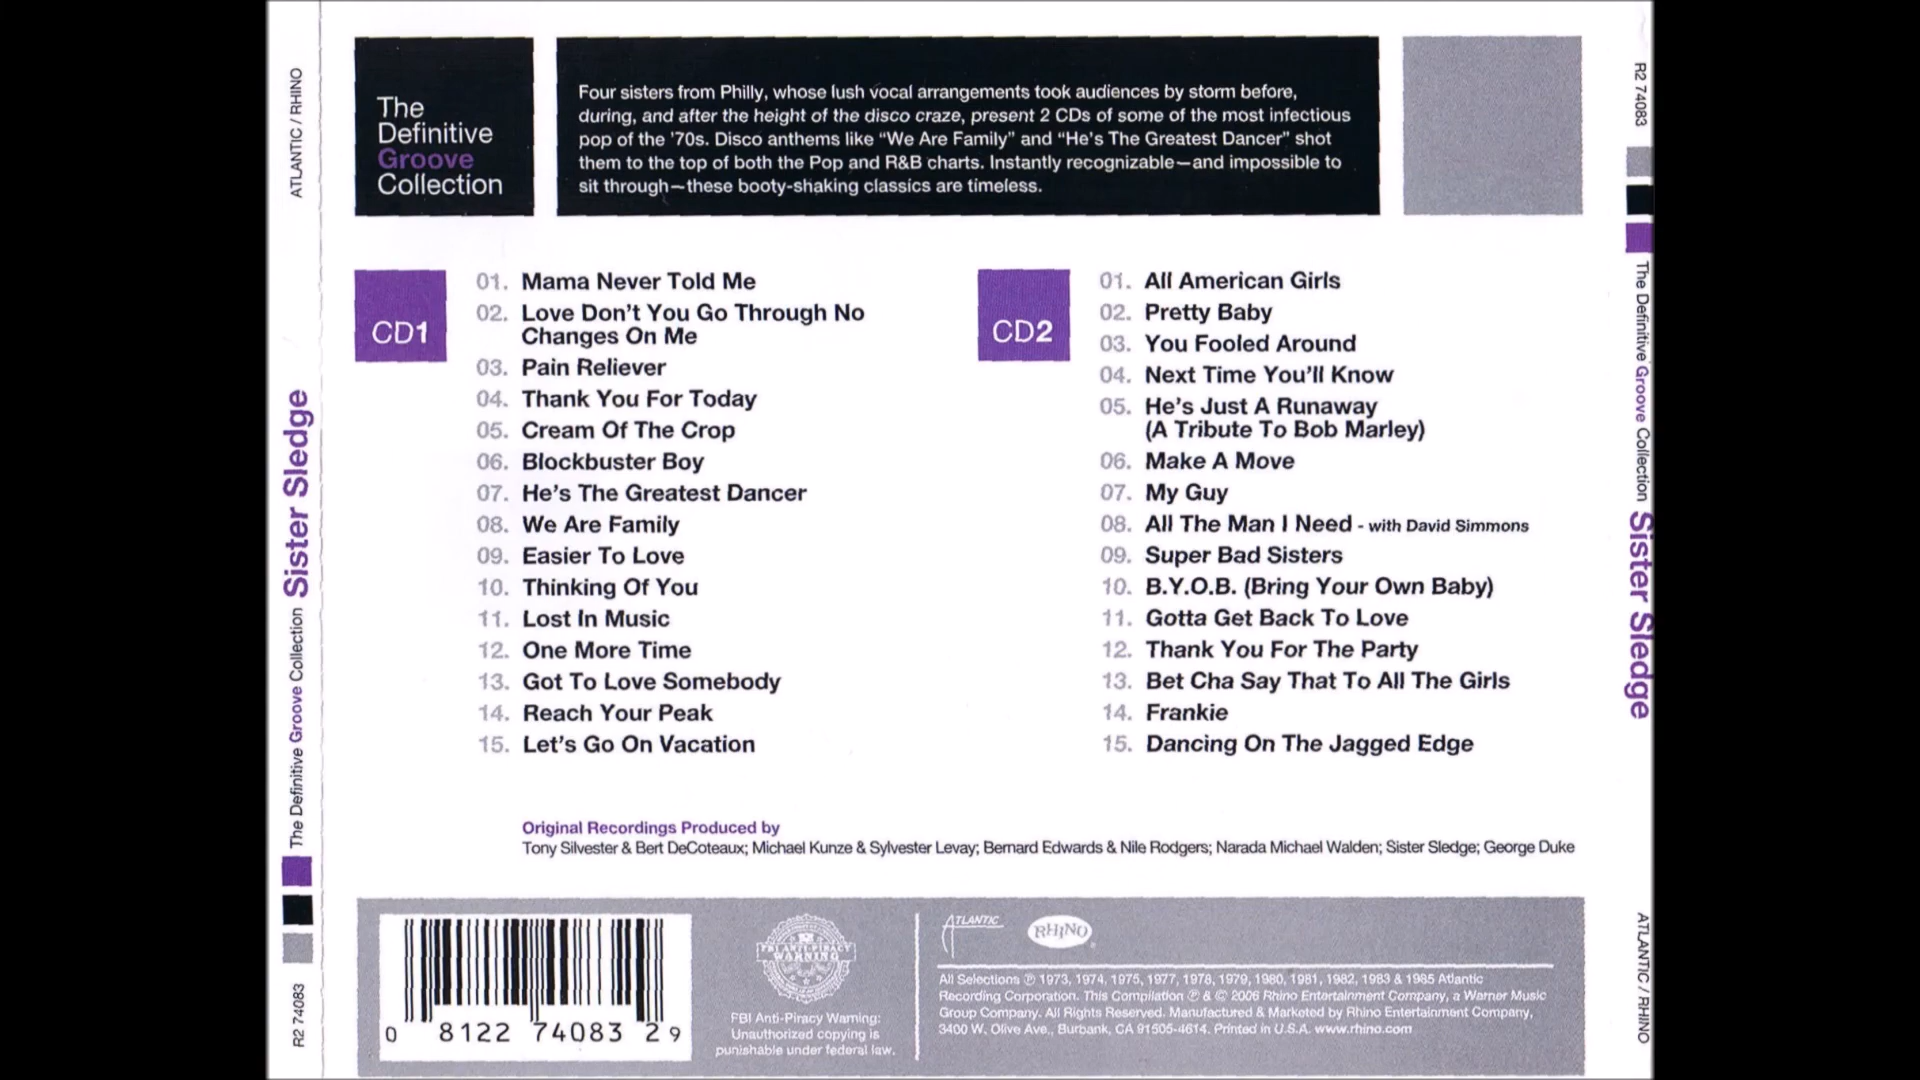 ATLANTIC / RHINO
Sister Sledge
The Definitive Groove Collection
R2 74083
The
Definitive
Groove
Collection
Four sisters from Philly, whose lush vocal arrangements took audiences by storm before,
during, and after the height of the disco craze, present 2 CDs of some of the most infectious
pop of the '70s. Disco anthems like “We Are Family” and “He's The Greatest Dancer” shot
them to the top of both the Pop and R&B charts. Instantly recognizable—and impossible to
sit through—these booty-shaking classics are timeless.
CD1
01. Mama Never Told Me
02. Love Don't You Go Through No
Changes On Me
03. Pain Reliever
04. Thank You For Today
05. Cream Of The Crop
06. Blockbuster Boy
07. He's The Greatest Dancer
08. We Are Family
09. Easier To Love
10. Thinking Of You
11. Lost In Music
12. One More Time
13. Got To Love Somebody
14. Reach Your Peak
15. Let's Go On Vacation
CD2
01. All American Girls
02. Pretty Baby
03. You Fooled Around
04. Next Time You'll Know
05. He's Just A Runaway
(A Tribute To Bob Marley)
06. Make A Move
07. My Guy
08. All The Man I Need - with David Simmons
09. Super Bad Sisters
10. B.Y.O.B. (Bring Your Own Baby)
11. Gotta Get Back To Love
12. Thank You For The Party
13. Bet Cha Say That To All The Girls
14. Frankie
15. Dancing On The Jagged Edge
Original Recordings Produced by
Tony Silvester & Bert DeCoteaux; Michael Kunze & Sylvester Levay; Bernard Edwards & Nile Rodgers; Narada Michael Walden; Sister Sledge; George Duke
0 8122 74083 2 9
FBI ANTI-PIRACY
WARNING
FBI Anti-Piracy Warning:
Unauthorized copying is
punishable under federal law.
ATLANTIC
RHINO
All Selections ℗ 1973, 1974, 1975, 1977, 1978, 1979, 1980, 1981, 1982, 1983 & 1985 Atlantic
Recording Corporation. This Compilation ℗ & © 2006 Rhino Entertainment Company, a Warner Music
Group Company. All Rights Reserved. Manufactured & Marketed by Rhino Entertainment Company,
3400 W. Olive Ave., Burbank, CA 91505-4614. Printed in U.S.A. www.rhino.com
R2 74083
The Definitive Groove Collection
Sister Sledge
ATLANTIC / RHINO